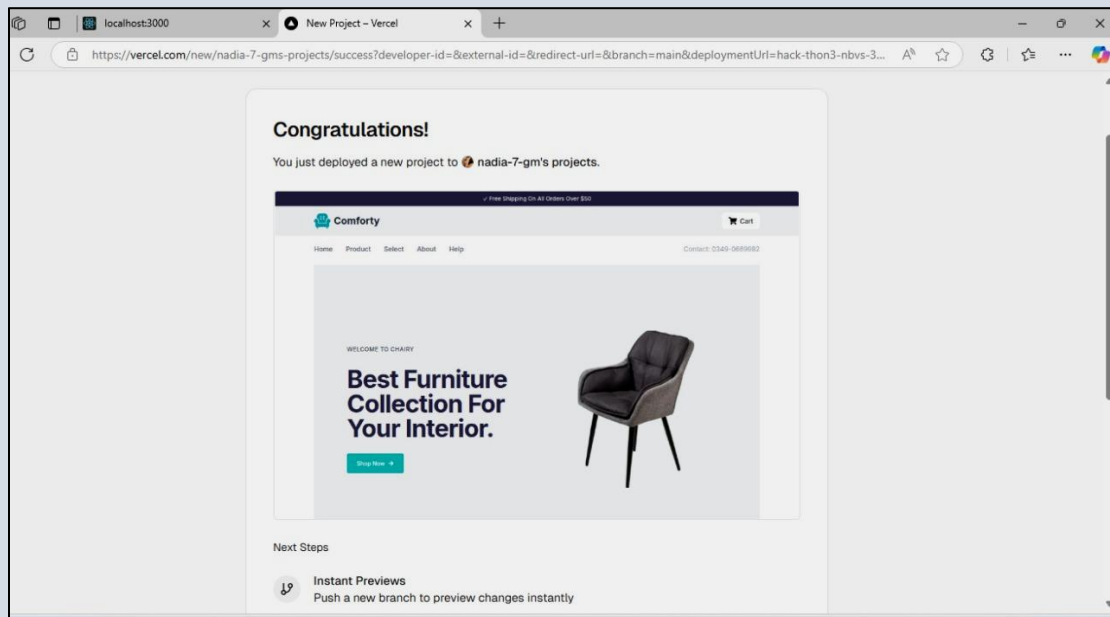 localhost:3000
New Project – Vercel
https://vercel.com/new/nadia-7-gms-projects/success?developer-id=&external-id=&redirect-url=&branch=main&deploymentUrl=hack-thon3-nbvs-3...
Congratulations!
You just deployed a new project to nadia-7-gm's projects.
✓ Free Shipping On All Orders Over $50
Comforty
Cart
Home Product Select About Help
Contact: 0349-0669683
WELCOME TO CHAIRY
Best Furniture
Collection For
Your Interior.
Shop Now →
Next Steps
Instant Previews
Push a new branch to preview changes instantly